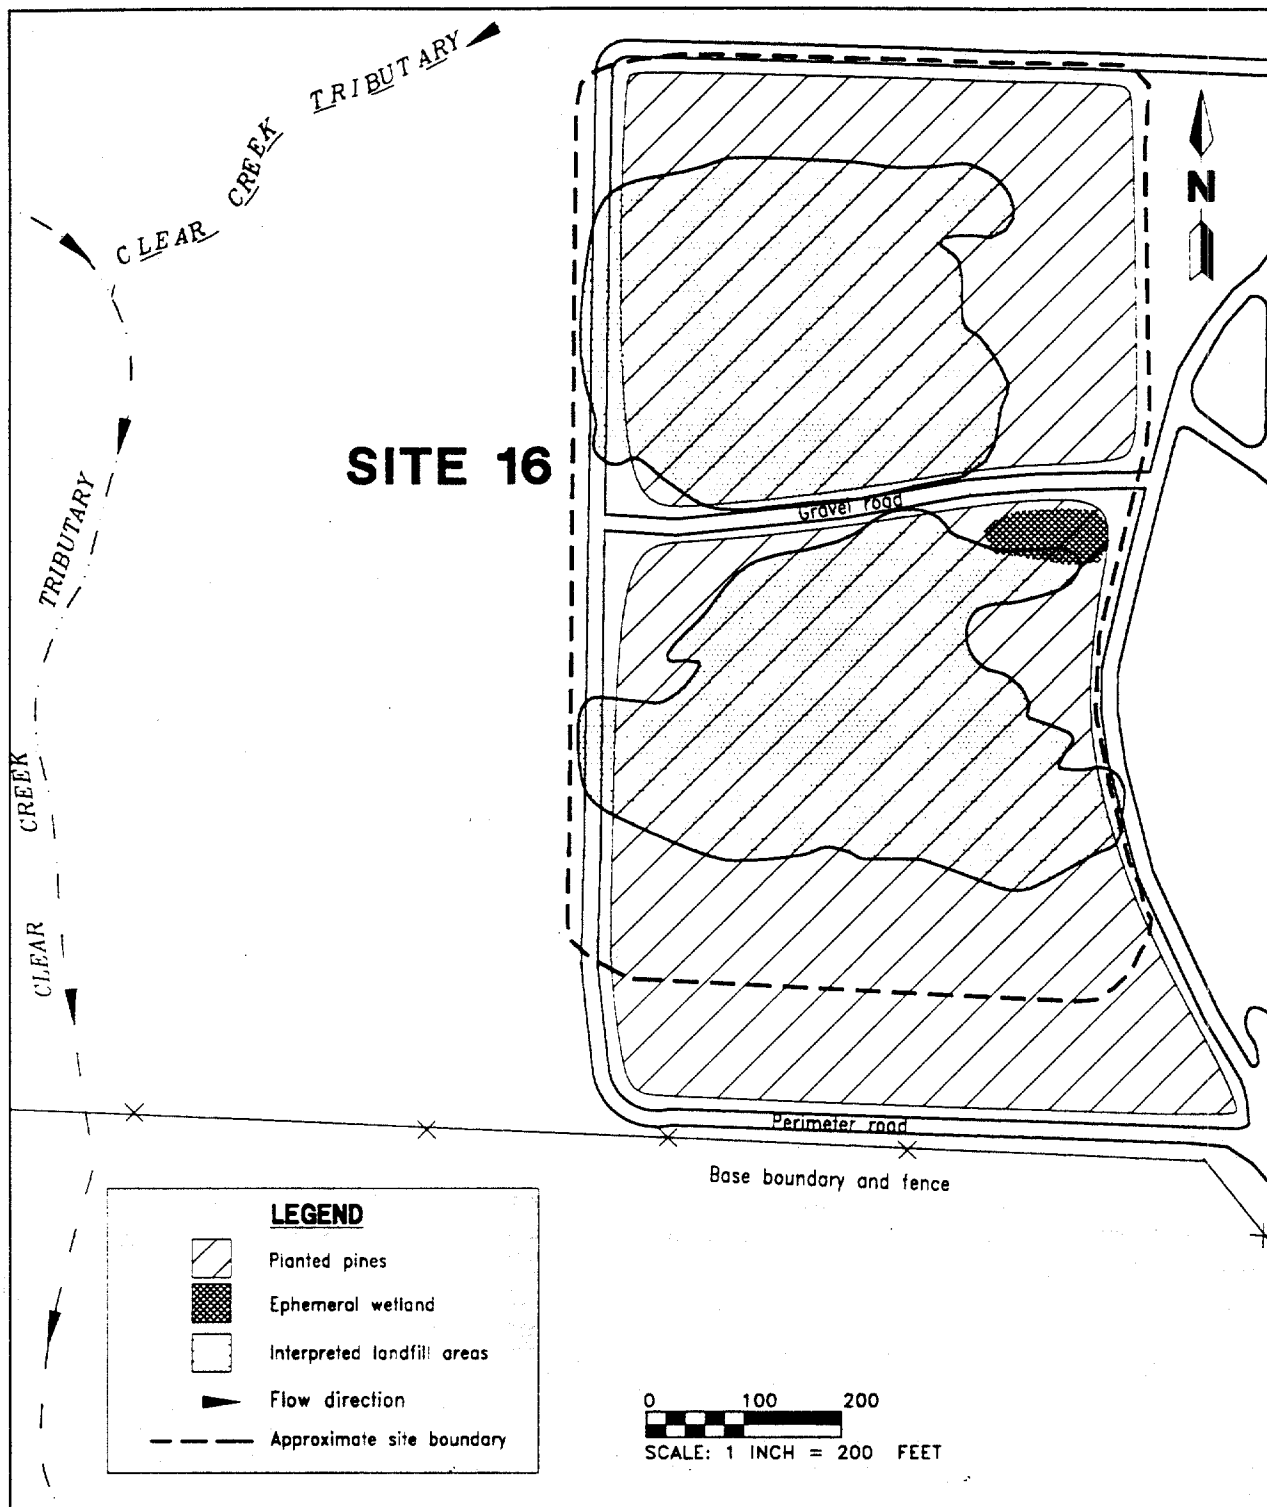 CLEAR CREEK TRIBUTARY
N
SITE 16
Gravel road
CLEAR CREEK TRIBUTARY
Perimeter road
Base boundary and fence
LEGEND
Planted pines
Ephemeral wetland
Interpreted landfill areas
Flow direction
Approximate site boundary
0 100 200
SCALE: 1 INCH = 200 FEET